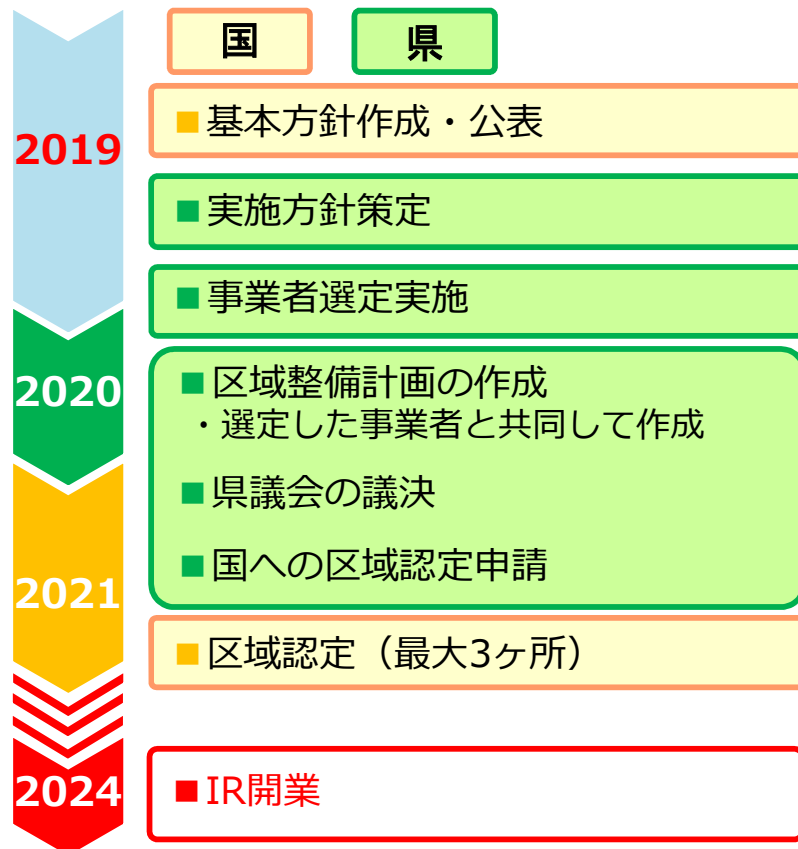 国
県
2019
■基本方針作成・公表
■実施方針策定
■事業者選定実施
2020
■区域整備計画の作成
・選定した事業者と共同して作成
■県議会の議決
■国への区域認定申請
2021
■区域認定（最大3ヶ所）
2024
■IR開業